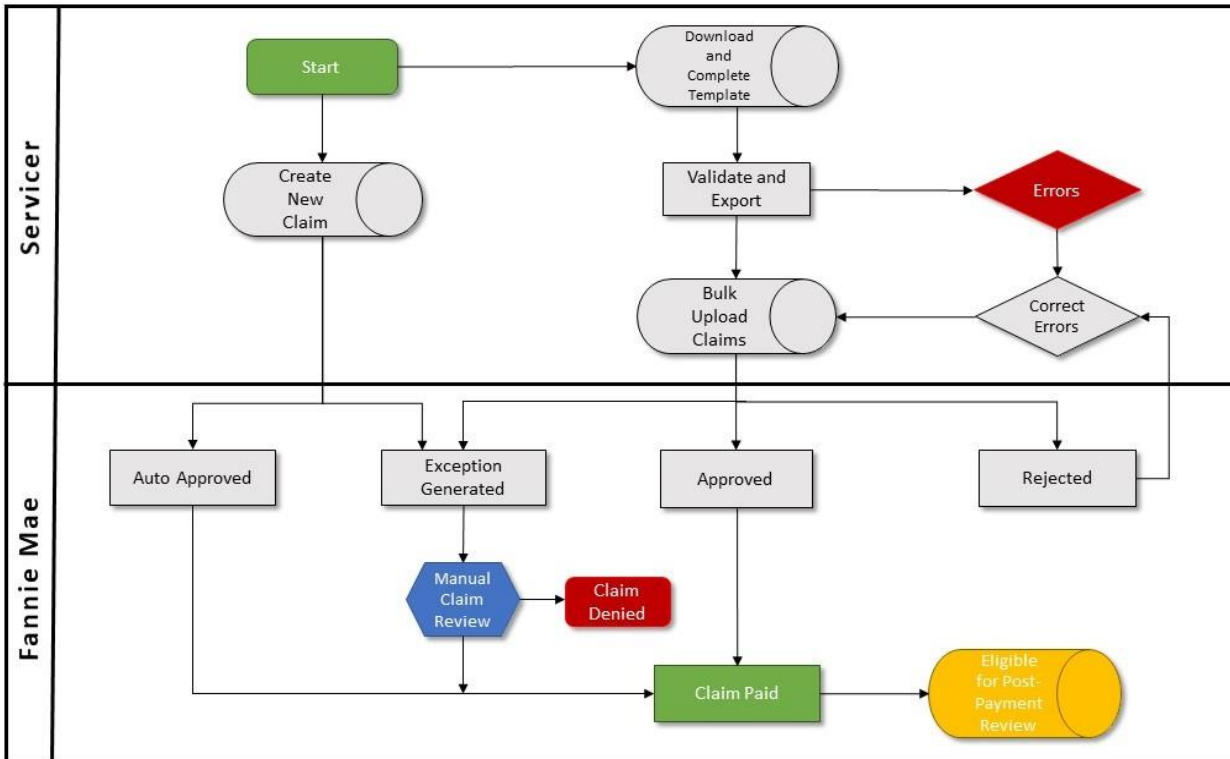 Servicer
Start
Download
and
Complete
Template
Create
New
Claim
Validate and
Export
Errors
Bulk
Upload
Claims
Correct
Errors
Fannie Mae
Auto Approved
Exception
Generated
Approved
Rejected
Manual
Claim
Review
Claim
Denied
Claim Paid
Eligible
for Post-
Payment
Review